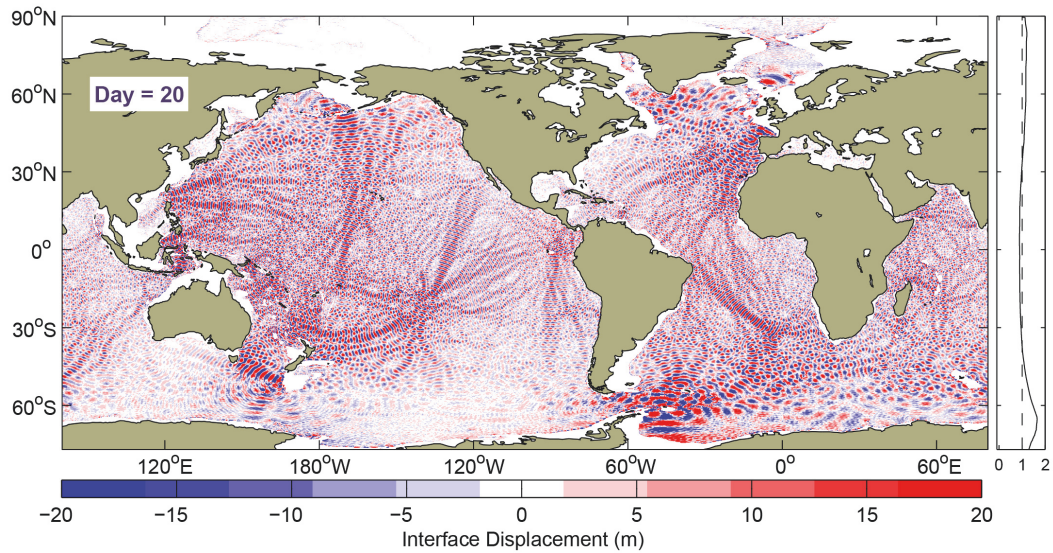 90°N
60°N
30°N
0°
30°S
60°S
Day = 20
120°E
180°W
120°W
60°W
0°
60°E
0 1 2
−20 −15 −10 −5 0 5 10 15 20
Interface Displacement (m)